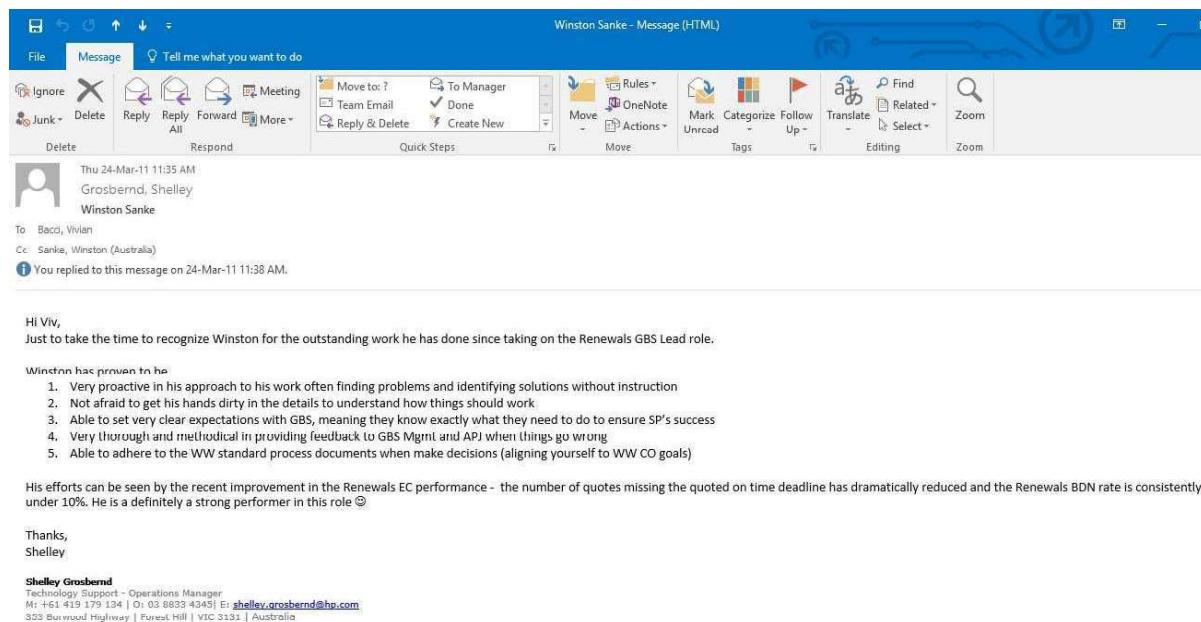 Winston Sanke - Message (HTML)
File Message Tell me what you want to do
Ignore
Junk
Delete
Reply
Reply All
Forward
Meeting
More
Move to: ?
Team Email
Reply & Delete
To Manager
Done
Create New
Move
Rules
OneNote
Actions
Mark Unread
Categorize
Follow Up
Translate
Find
Related
Select
Zoom
Delete Respond Quick Steps Move Tags Editing Zoom
Thu 24-Mar-11 11:35 AM
Grosbernd, Shelley
Winston Sanke
To Bacci, Vivian
Cc Sanke, Winston (Australia)
You replied to this message on 24-Mar-11 11:38 AM.
Hi Viv,
Just to take the time to recognize Winston for the outstanding work he has done since taking on the Renewals GBS Lead role.
Winston has proven to be
1. Very proactive in his approach to his work often finding problems and identifying solutions without instruction
2. Not afraid to get his hands dirty in the details to understand how things should work
3. Able to set very clear expectations with GBS, meaning they know exactly what they need to do to ensure SP's success
4. Very thorough and methodical in providing feedback to GBS Mgmt and APJ when things go wrong
5. Able to adhere to the WW standard process documents when make decisions (aligning yourself to WW CO goals)
His efforts can be seen by the recent improvement in the Renewals EC performance - the number of quotes missing the quoted on time deadline has dramatically reduced and the Renewals BDN rate is consistently
under 10%. He is a definitely a strong performer in this role ☺
Thanks,
Shelley
Shelley Grosbernd
Technology Support - Operations Manager
M: +61 419 179 134 | O: 03 8833 4345| E: shelley.grosbernd@hp.com
353 Burwood Highway | Forest Hill | VIC 3131 | Australia